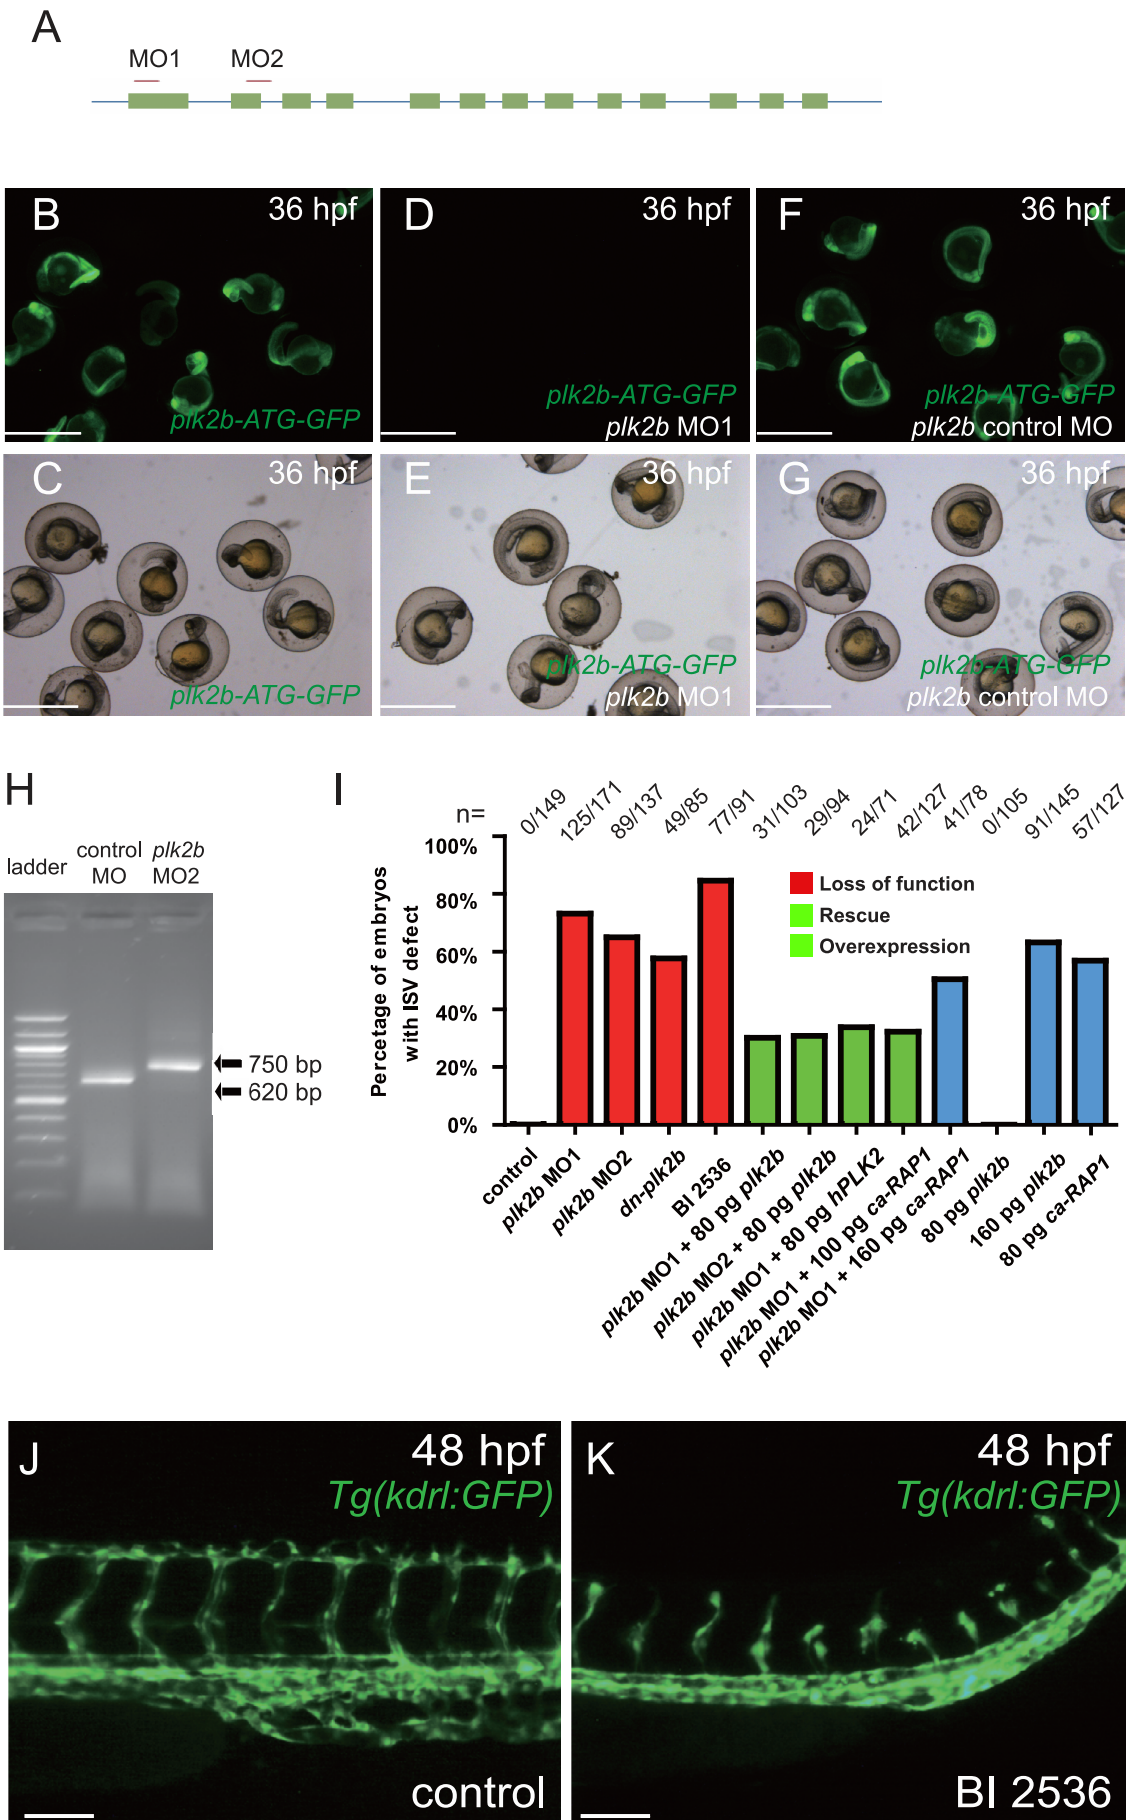 A
MO1 MO2
B 36 hpf
plk2b-ATG-GFP
D 36 hpf
plk2b-ATG-GFP
plk2b MO1
F 36 hpf
plk2b-ATG-GFP
plk2b control MO
C 36 hpf
plk2b-ATG-GFP
E 36 hpf
plk2b-ATG-GFP
plk2b MO1
G 36 hpf
plk2b-ATG-GFP
plk2b control MO
H
ladder
control
MO
plk2b
MO2
750 bp
620 bp
I
n= 0/149 125/171 89/137 49/85 77/91 31/103 29/94 24/71 42/127 41/78 0/105 91/145 57/127
Percetage of embryos
with ISV defect
100%
80%
60%
40%
20%
0%
Loss of function
Rescue
Overexpression
control
plk2b MO1
plk2b MO2
dn-plk2b
BI 2536
plk2b MO1 + 80 pg plk2b
plk2b MO2 + 80 pg plk2b
plk2b MO1 + 80 pg hPLK2
plk2b MO1 + 100 pg ca-RAP1
plk2b MO1 + 160 pg ca-RAP1
80 pg plk2b
160 pg plk2b
80 pg ca-RAP1
J 48 hpf
Tg(kdrl:GFP)
control
K 48 hpf
Tg(kdrl:GFP)
BI 2536